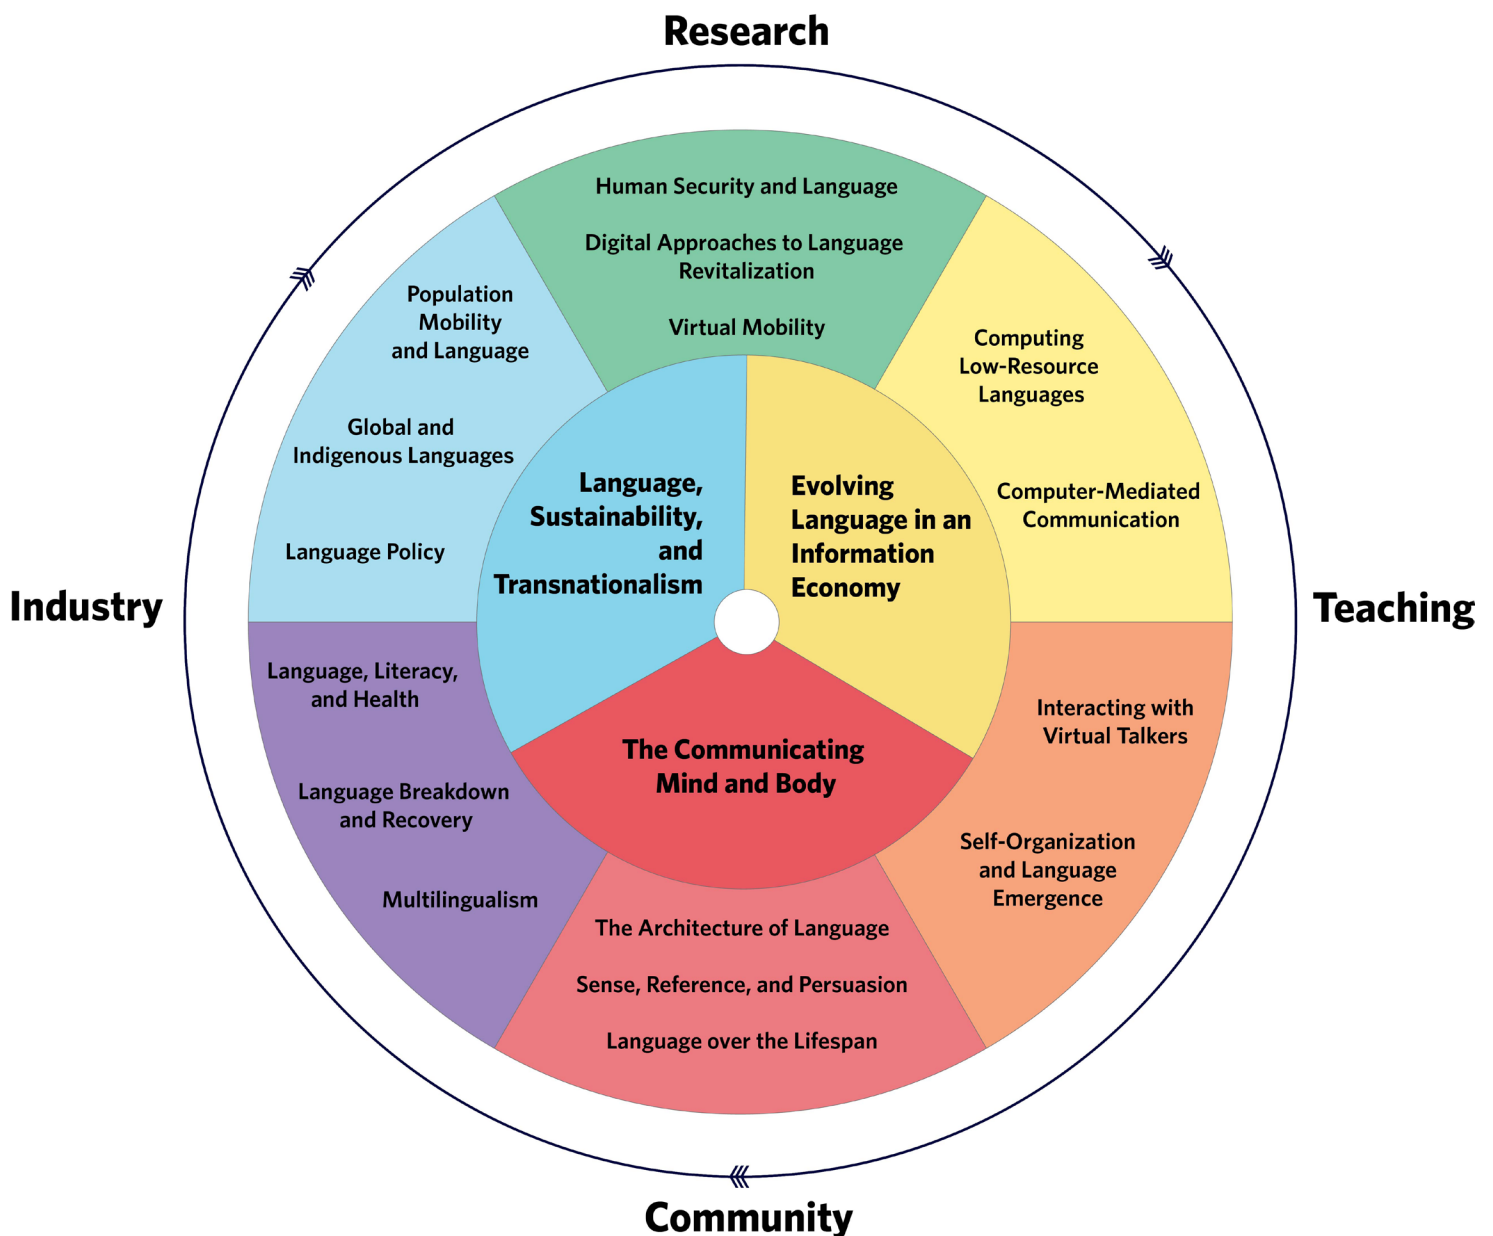 Research
Human Security and Language
Digital Approaches to Language
Revitalization
Virtual Mobility
Population
Mobility
and Language
Global and
Indigenous Languages
Language Policy
Computing
Low-Resource
Languages
Computer-Mediated
Communication
Language,
Sustainability,
and
Transnationalism
Evolving
Language in an
Information
Economy
Industry
Teaching
Language, Literacy,
and Health
Language Breakdown
and Recovery
Multilingualism
The Communicating
Mind and Body
Interacting with
Virtual Talkers
Self-Organization
and Language
Emergence
The Architecture of Language
Sense, Reference, and Persuasion
Language over the Lifespan
Community